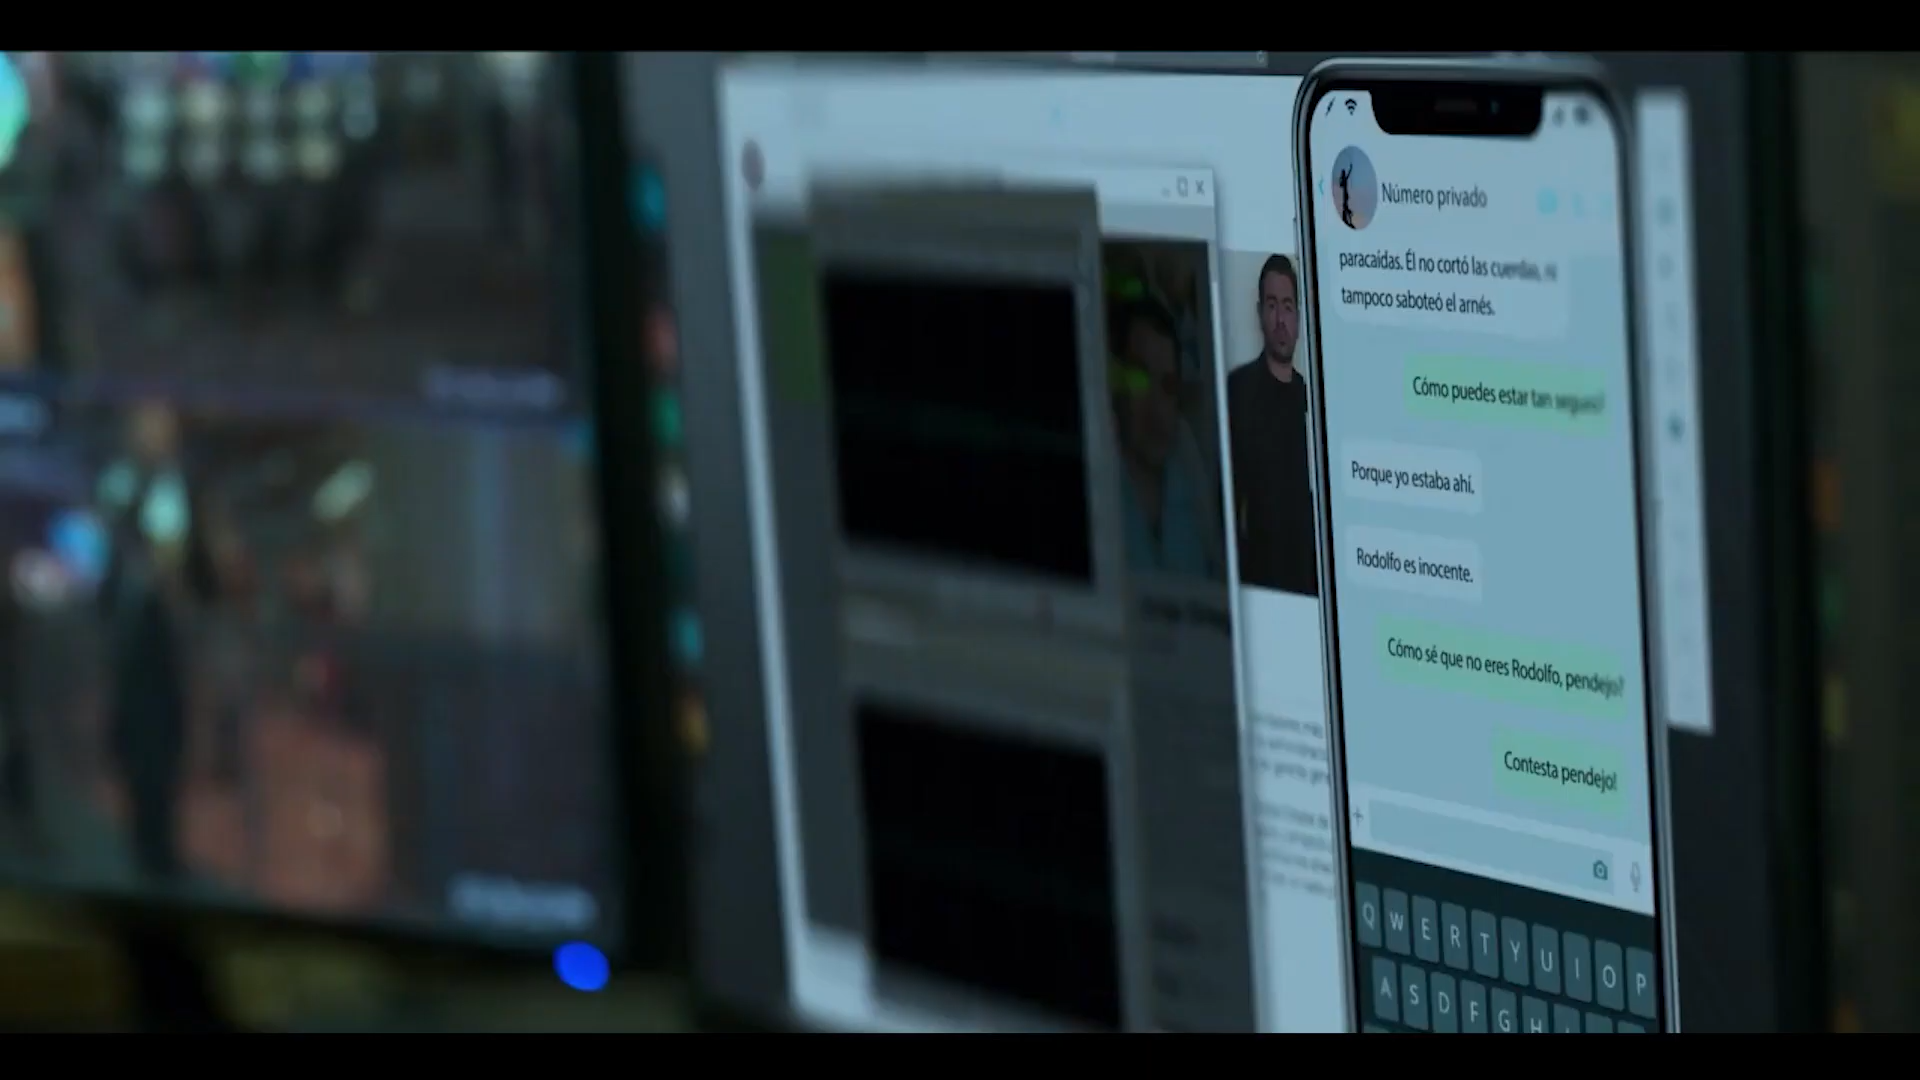 Número privado
paracaídas. Él no cortó las cuerdas, ni
tampoco saboteó el arnés.
Cómo puedes estar tan seguro?
Porque yo estaba ahí.
Rodolfo es inocente.
Cómo sé que no eres Rodolfo, pendejo?
Contesta pendejo!
Q W E R T Y U I O P
A S D F G H